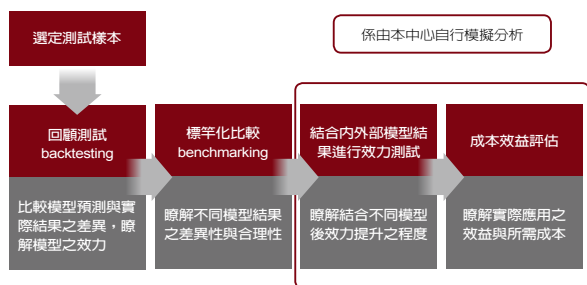 選定測試樣本
係由本中心自行模擬分析
回顧測試
backtesting
比較模型預測與實
際結果之差異，瞭
解模型之效力
標竿化比較
benchmarking
瞭解不同模型結果
之差異性與合理性
結合內外部模型結
果進行效力測試
瞭解結合不同模型
後效力提升之程度
成本效益評估
瞭解實際應用之
效益與所需成本